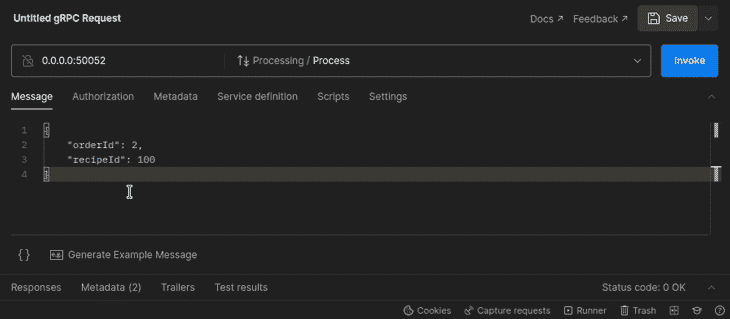 Untitled gRPC Request
Docs ↗ Feedback ↗ Save
0.0.0.0:50052 Processing / Process Invoke
Message Authorization Metadata Service definition Scripts Settings
1 {
2 "orderId": 2,
3 "recipeId": 100
4 }
{} e.g. Generate Example Message
Responses Metadata (2) Trailers Test results Status code: 0 OK
Cookies Capture requests Runner Trash